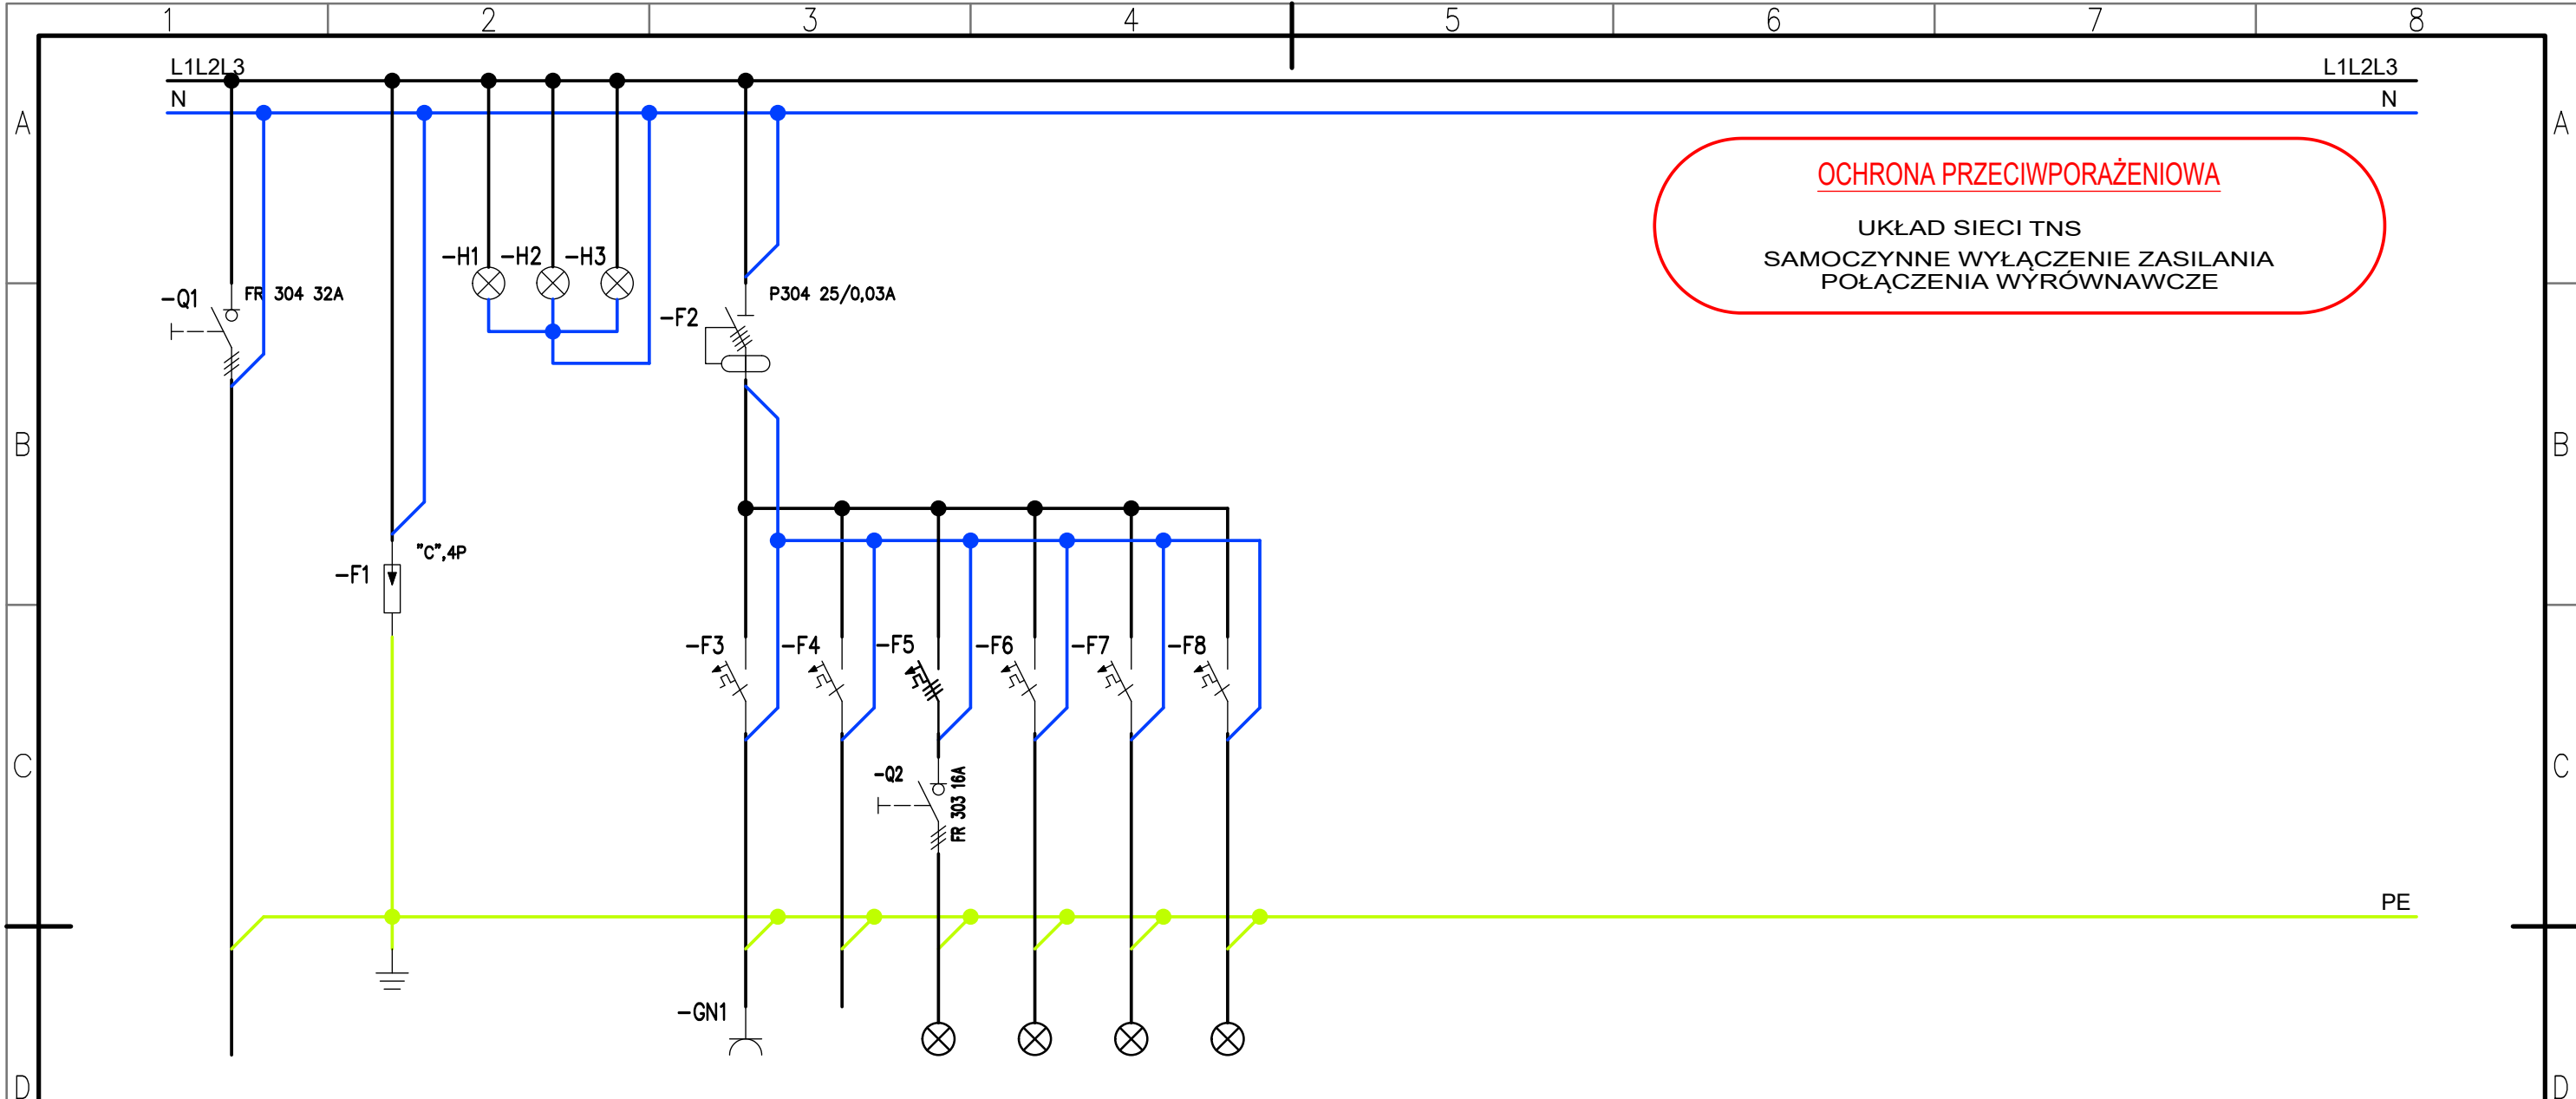 1 2 3 4 5 6 7 8
L1L2L3 L1L2L3
N N
A A
OCHRONA PRZECIWPORAŻENIOWA
UKŁAD SIECI TNS
SAMOCZYNNE WYŁĄCZENIE ZASILANIA
POŁĄCZENIA WYRÓWNAWCZE
-H1 -H2 -H3
-Q1 FR 304 32A
P304 25/0,03A
-F2
B B
"C",4P
-F1
-F3 -F4 -F5 -F6 -F7 -F8
C C
-Q2
FR 303 16A
PE
-GN1
D D